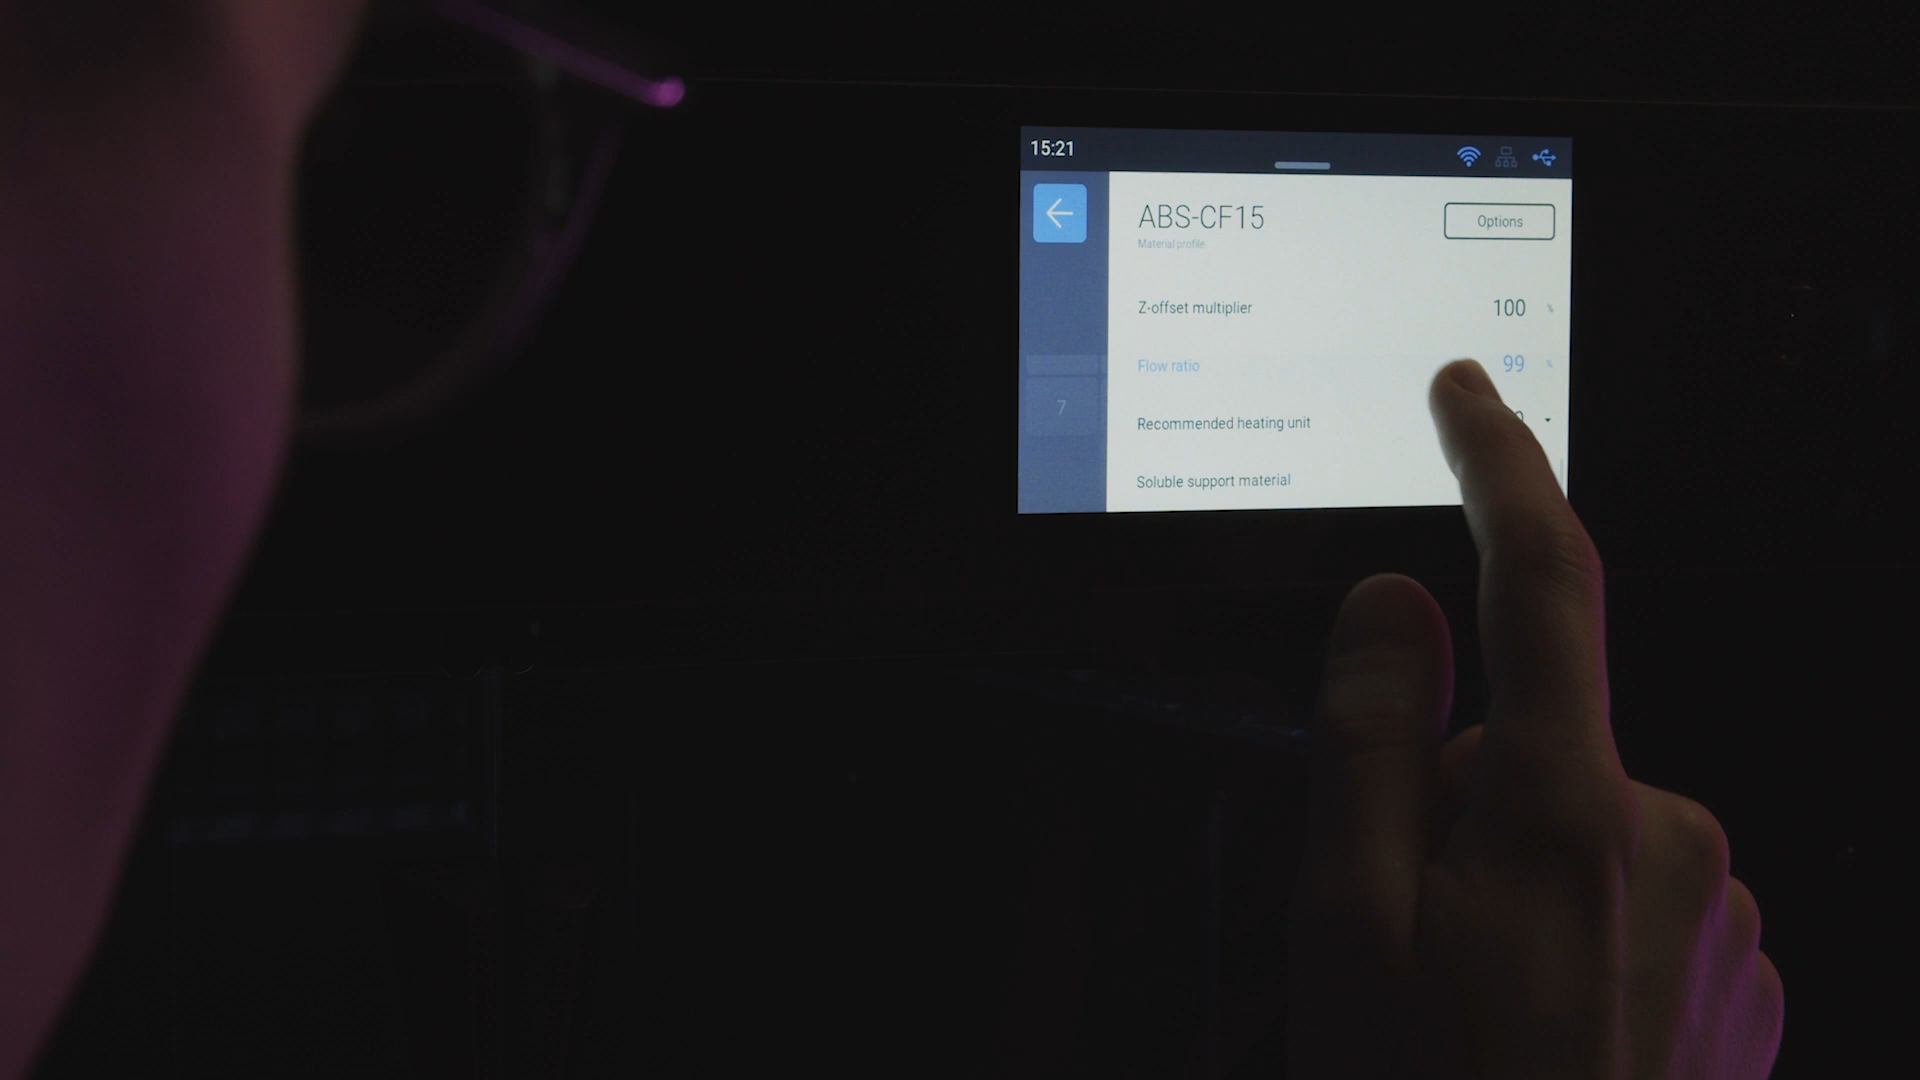 15:21
ABS-CF15
Options
Material profile
Z-offset multiplier 100 %
Flow ratio 99 %
7
Recommended heating unit
Soluble support material